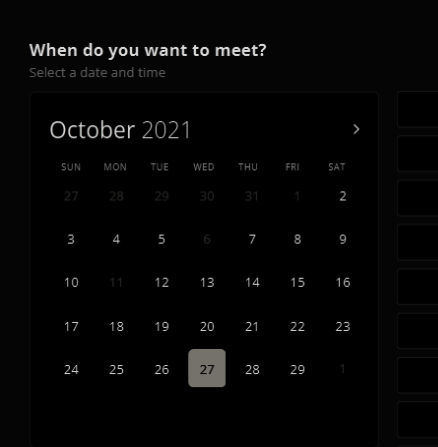 When do you want to meet?
Select a date and time
October 2021
SUN MON TUE WED THU FRI SAT
27 28 29 30 31 1 2
3 4 5 6 7 8 9
10 11 12 13 14 15 16
17 18 19 20 21 22 23
24 25 26 27 28 29 1